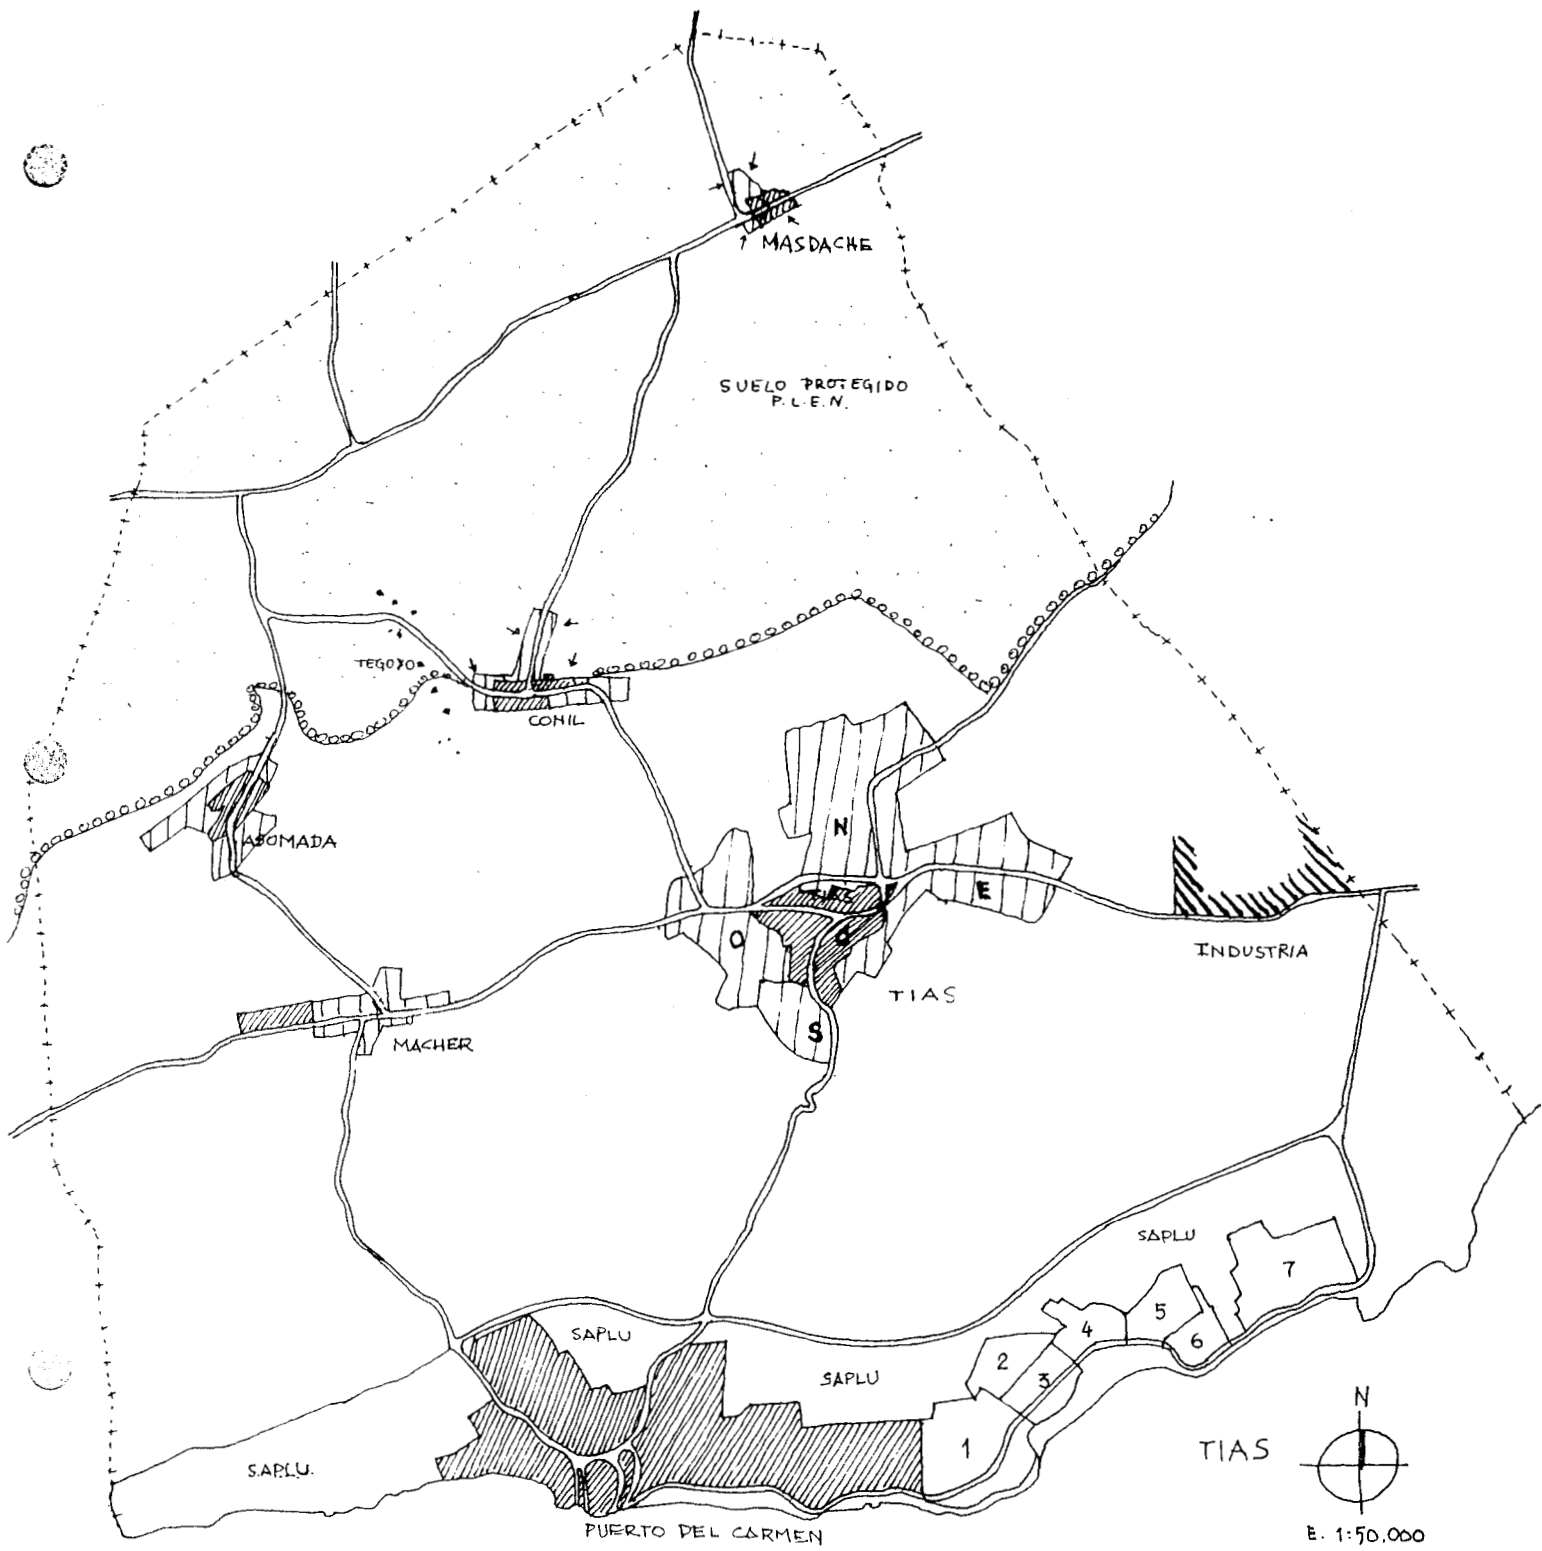 MASDACHE
SUELO PROTEGIDO
P.L.E.N.
TEGOYO
CONIL
ASOMADA
N
E
O
S
TIAS
INDUSTRIA
MACHER
SAPLU
7
5
6
4
2
3
1
SAPLU
SAPLU
S.A.P.L.U.
PUERTO DEL CARMEN
TIAS
N
E. 1:50.000